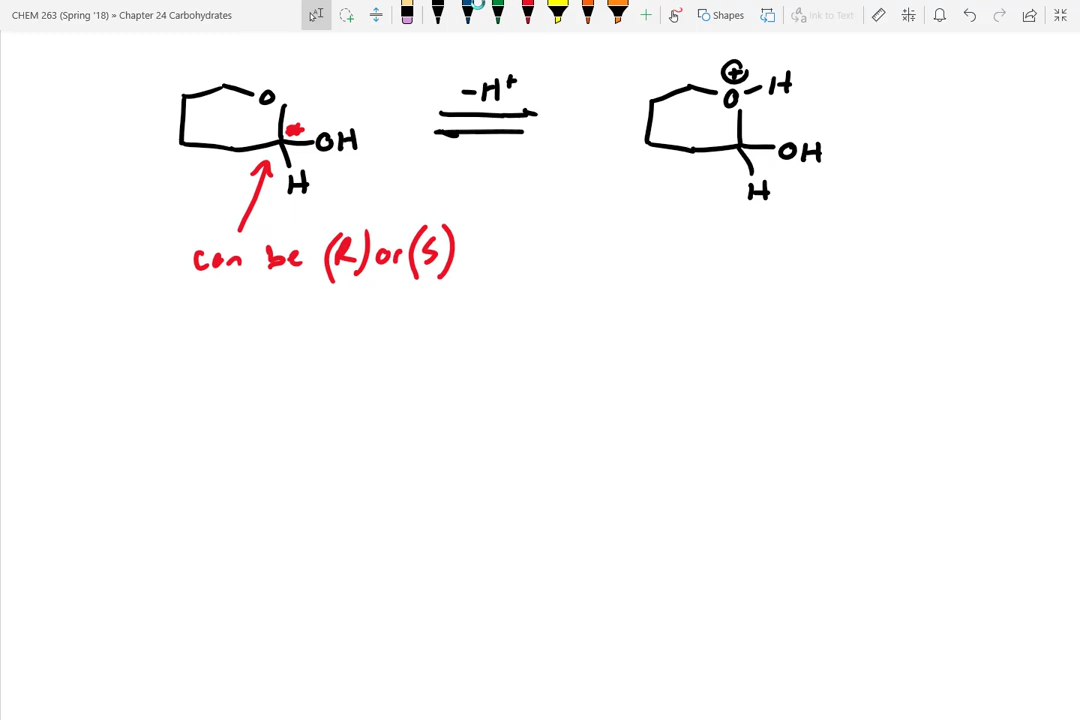 CHEM 263 (Spring '18) » Chapter 24 Carbohydrates
Shapes
Ink to Text
O
OH
H
-H⁺
⊕
O-H
OH
H
can be (R) or (S)